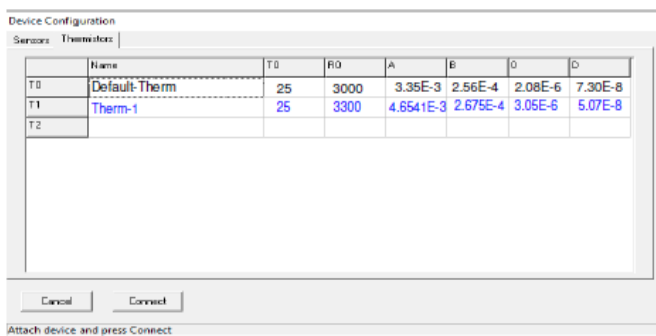 Device Configuration
Sensors Thermistors
Name T0 R0 A B C D
T0 Default-Therm 25 3000 3.35E-3 2.56E-4 2.08E-6 7.30E-8
T1 Therm-1 25 3300 4.6541E-3 2.675E-4 3.05E-6 5.07E-8
T2
Cancel Connect
Attach device and press Connect